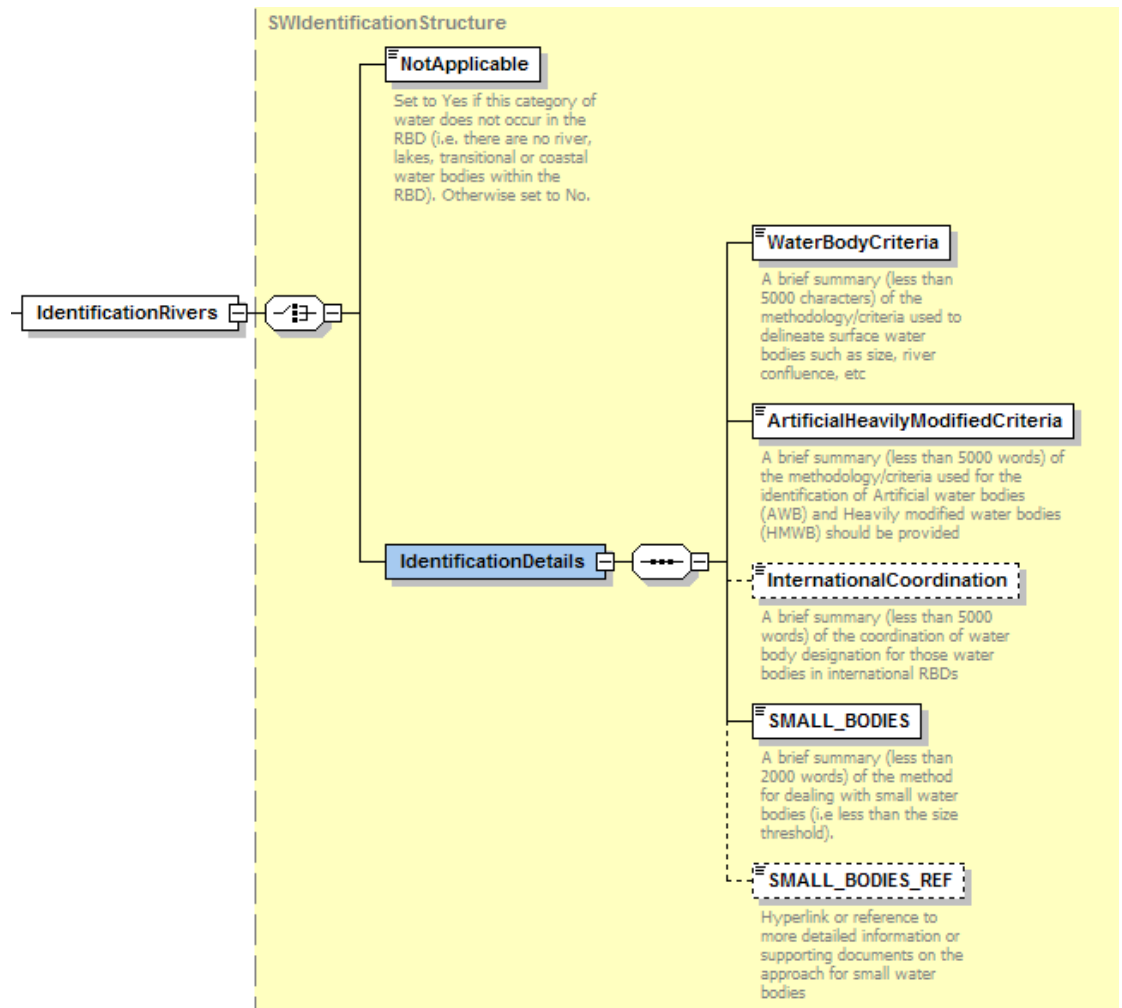 SWIdentificationStructure
NotApplicable
Set to Yes if this category of
water does not occur in the
RBD (i.e. there are no river,
lakes, transitional or coastal
water bodies within the
RBD). Otherwise set to No.
IdentificationRivers
WaterBodyCriteria
A brief summary (less than
5000 characters) of the
methodology/criteria used to
delineate surface water
bodies such as size, river
confluence, etc
ArtificialHeavilyModifiedCriteria
A brief summary (less than 5000 words) of
the methodology/criteria used for the
identification of Artificial water bodies
(AWB) and Heavily modified water bodies
(HMWB) should be provided
IdentificationDetails
InternationalCoordination
A brief summary (less than 5000
words) of the coordination of water
body designation for those water
bodies in international RBDs
SMALL_BODIES
A brief summary (less than
2000 words) of the method
for dealing with small water
bodies (i.e less than the size
threshold).
SMALL_BODIES_REF
Hyperlink or reference to
more detailed information or
supporting documents on the
approach for small water
bodies